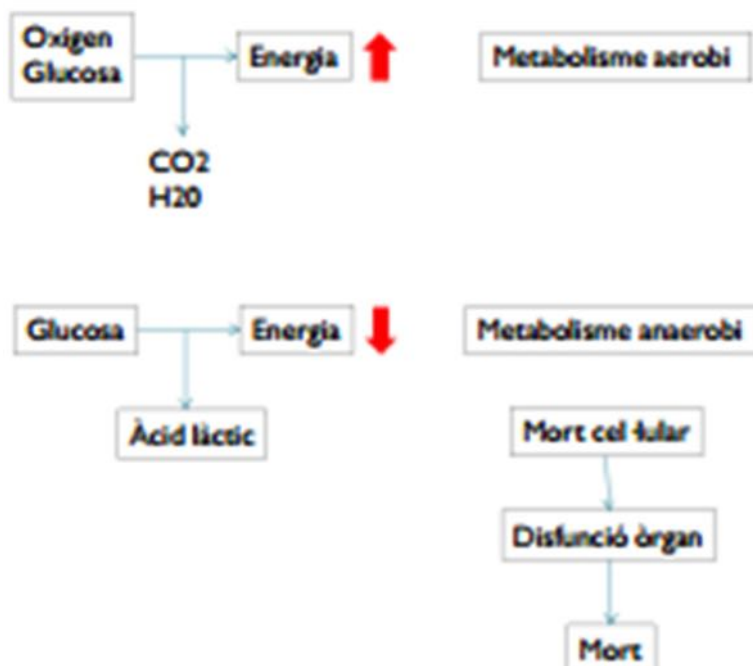 Oxigen
Glucosa
Energia
Metabolisme aerobi
CO2
H20
Glucosa
Energia
Metabolisme anaerobi
Àcid làctic
Mort cel·lular
Disfunció òrgan
Mort